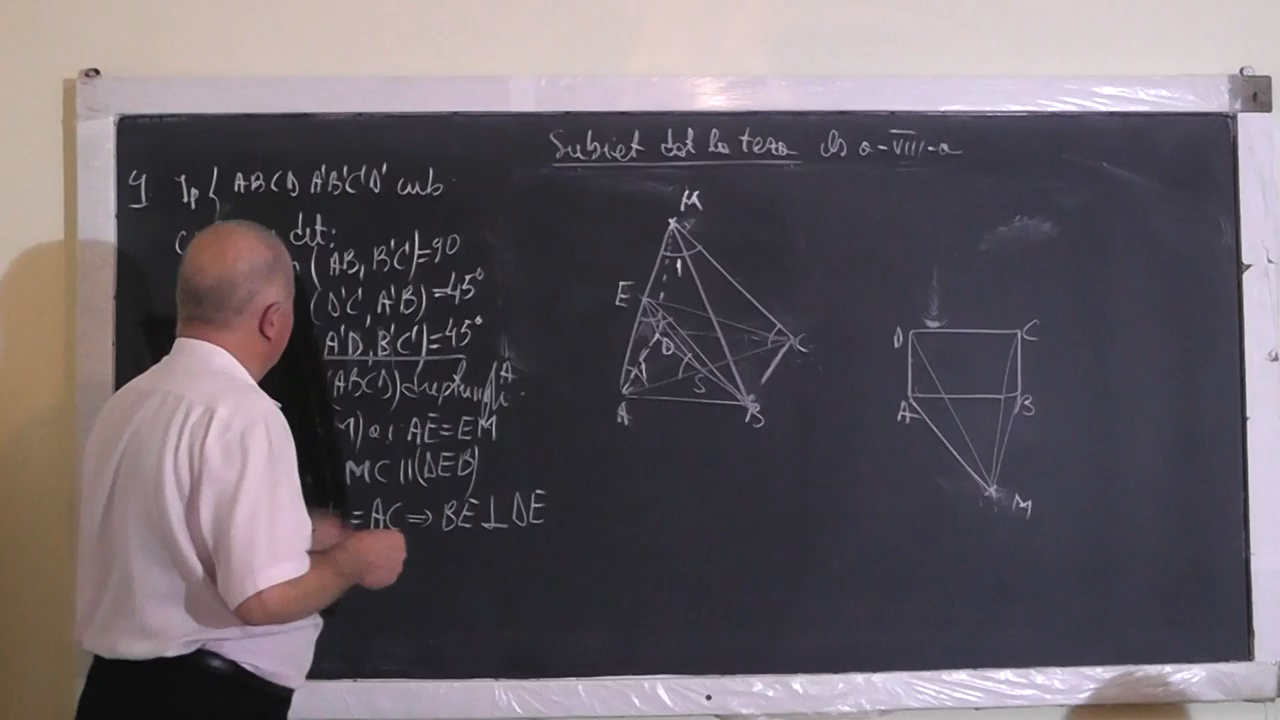 Subiect dat la teza cls a-VIII-a
1 Ip { ABCD A'B'C'D' cub
det:
(AB, B'C')=90
(D'C', A'B)=45°
A'D', B'C')=45°
(ABCD) dreptunghi
M) a.i AE=EM
MC || (DEB)
=AC ⇒ BE⊥DE
M
E
D
C
S
A
B
D
C
A
B
M